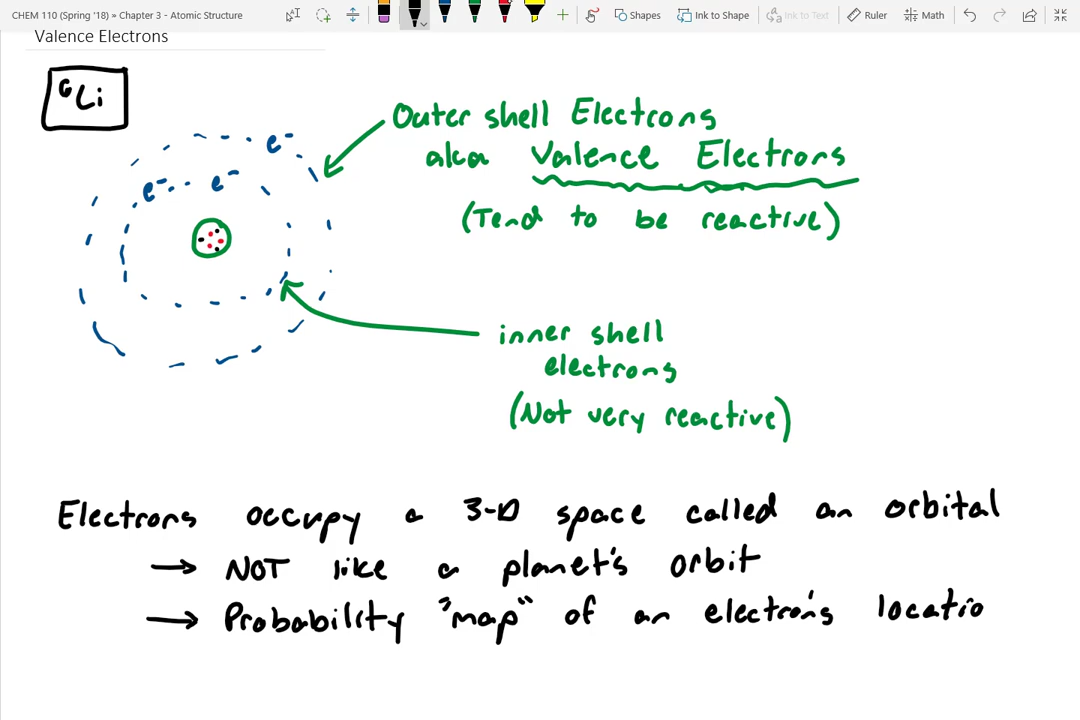 CHEM 110 (Spring '18) » Chapter 3 - Atomic Structure
Shapes
Ink to Shape
Ink to Text
Ruler
Math
Valence Electrons
6Li
Outer shell Electrons
aka Valence Electrons
(Tend to be reactive)
e-
e- e-
inner shell
electrons
(Not very reactive)
Electrons occupy a 3-D space called an orbital
→ NOT like a planet's orbit
→ Probability "map" of an electron's locatio